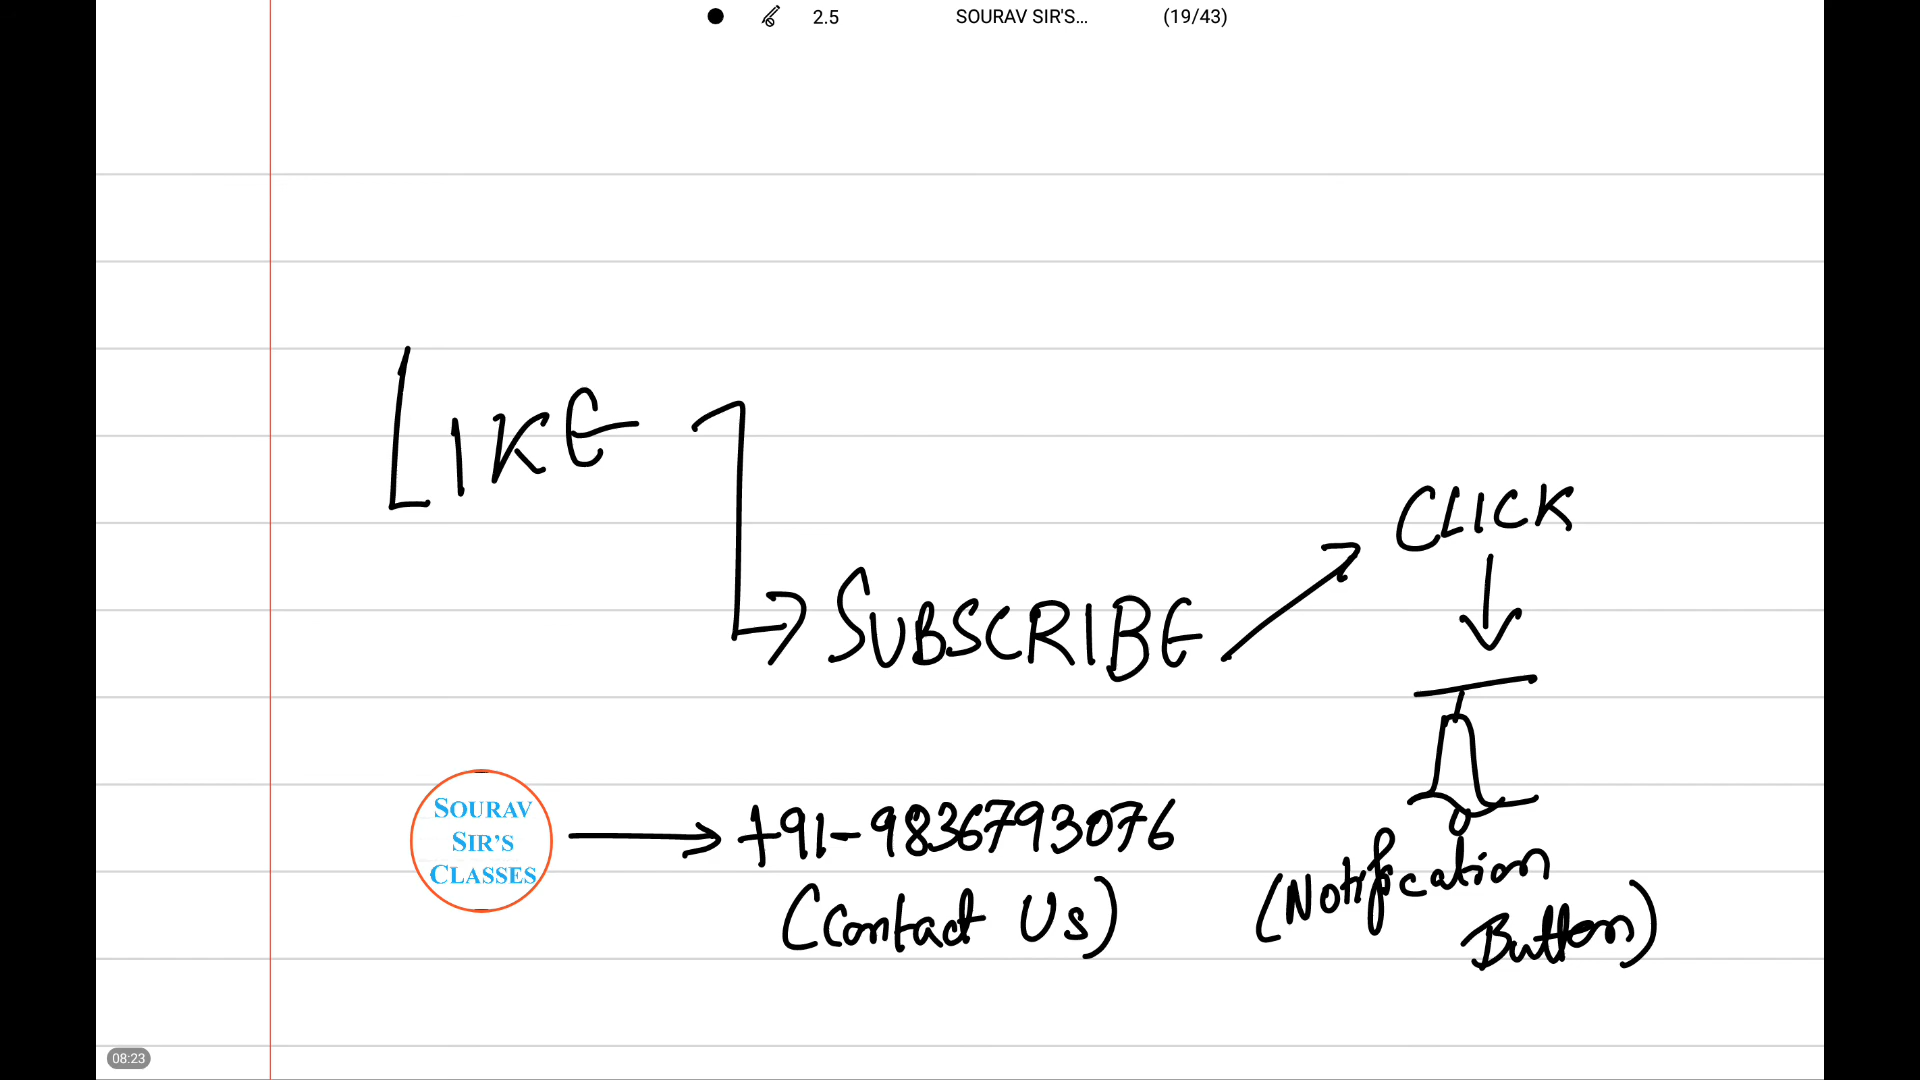 2.5 SOURAV SIR'S... (19/43)
LIKE
CLICK
SUBSCRIBE
SOURAV
SIR'S
CLASSES
+91-9836793076
(Contact Us)
(Notification
Button)
08:23